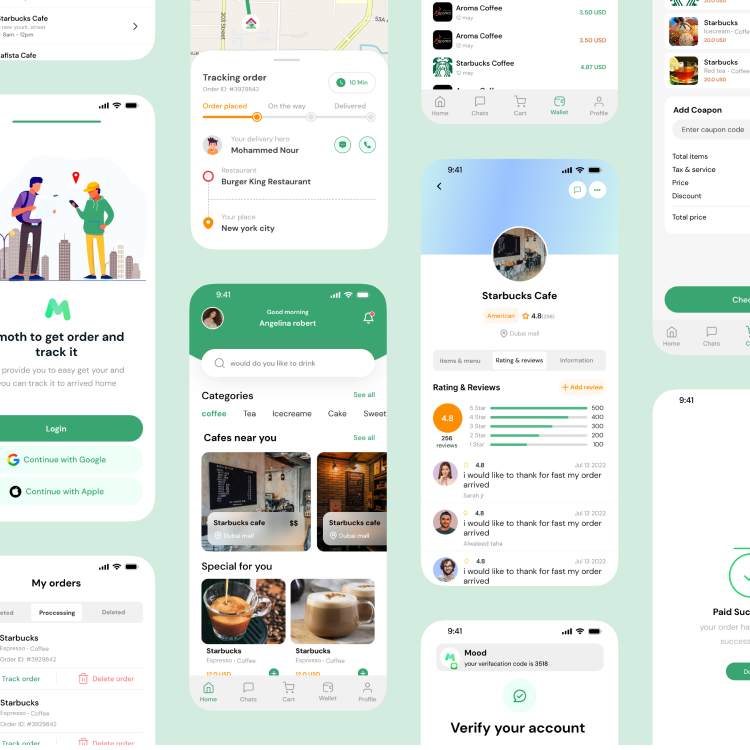 Starbucks Cafe
new yourk, street
8am - 12pm
afista Cafe
moth to get order and
track it
provide you to easy get your and
you can track it to arrived home
Login
Continue with Google
Continue with Apple
My orders
Proccessing
Deleted
Starbucks
Espresso - Coffee
Order ID: #3929842
Track order
Delete order
Starbucks
Espresso - Coffee
Order ID: #3929842
Track order
Delete order
203 Street
Tracking order
Order ID: #3929842
10 Min
Order placed
On the way
Delivered
Your delivery hero
Mohammed Nour
Restaurant
Burger King Restaurant
Your place
New york city
9:41
Good morning
Angelina robert
would do you like to drink
Categories
See all
coffee
Tea
Icecreame
Cake
Sweet
Cafes near you
See all
Starbucks cafe
$$
Dubai mall
Starbucks cafe
Dubai mall
Special for you
Starbucks
Espresso - Coffee
12.0 USD
Starbucks
Espresso - Coffee
12.0 USD
Home
Chats
Cart
Wallet
Profile
Aroma Coffee
12 may
3.50 USD
Aroma Coffee
12 may
3.50 USD
Starbucks Coffee
12 may
4.87 USD
Home
Chats
Cart
Wallet
Profile
9:41
Starbucks Cafe
American
4.8(256)
Dubai mall
Items & menu
Rating & reviews
Information
Rating & Reviews
Add review
4.8
256
reviews
5 Star
500
4 Star
400
3 Star
300
2 Star
200
1 Star
100
4.8
Jul 13 2022
i would like to thank for fast my order
arrived
Sarah jr
4.8
Jul 13 2022
i would like to thank for fast my order
arrived
Alwaleed taha
4.8
Jul 13 2022
i would like to thank for fast my order
arrived
9:41
Mood
your verifacation code is 3518
Verify your account
Starbucks
Icecream - Coffe
20.0 USD
Starbucks
Red tea - Coffee
20.0 USD
Add Coapon
Enter caupon code
Total items
Tax & service
Price
Discount
Total price
Chec
Home
Chats
9:41
Paid Suc
your order ha
success
Do